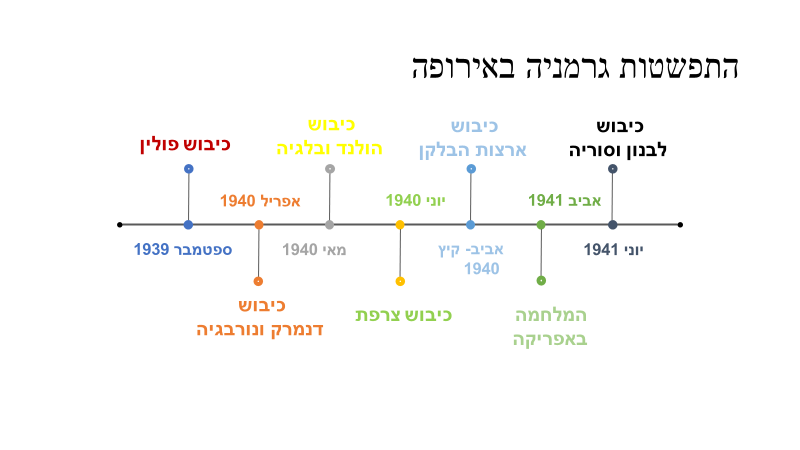 התפשטות גרמניה באירופה
כיבוש פולין
ספטמבר 1939
אפריל 1940
כיבוש
דנמרק ונורבגיה
כיבוש
הולנד ובלגיה
מאי 1940
יוני 1940
כיבוש צרפת
כיבוש
ארצות הבלקן
אביב- קיץ
1940
אביב 1941
המלחמה
באפריקה
כיבוש
לבנון וסוריה
יוני 1941